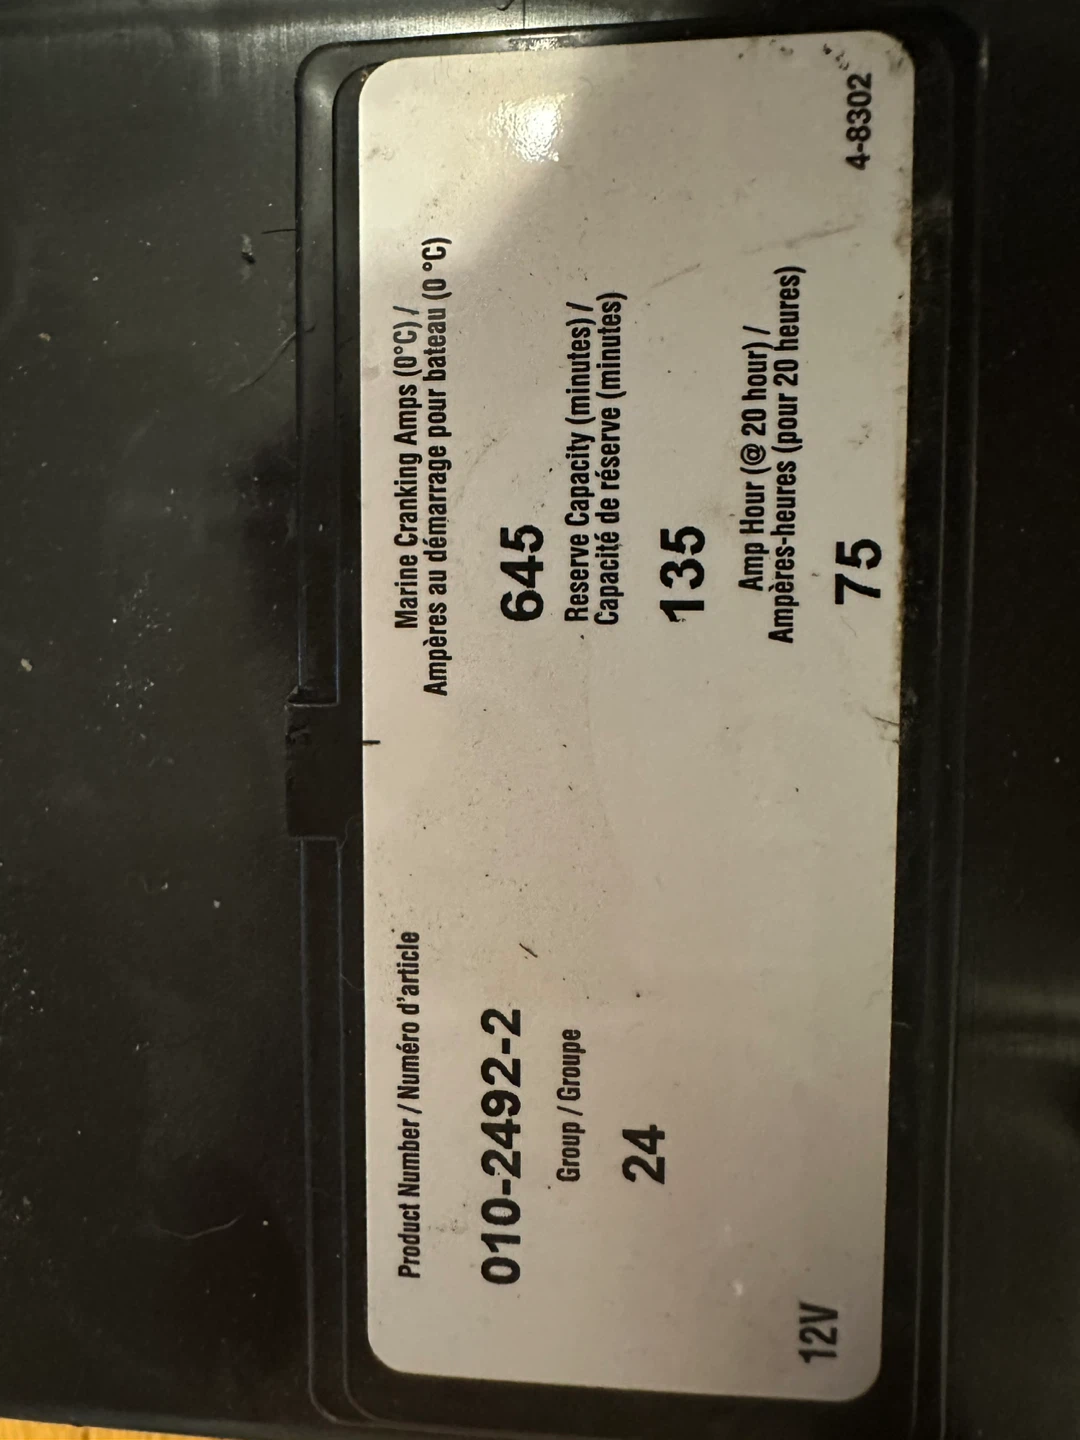 Product Number / Numéro d'article
010-2492-2
Group / Groupe
24
12V
Marine Cranking Amps (0°C) /
Ampères au démarrage pour bateau (0 °C)
645
Reserve Capacity (minutes) /
Capacité de réserve (minutes)
135
Amp Hour (@ 20 hour) /
Ampères-heures (pour 20 heures)
75
4-8302